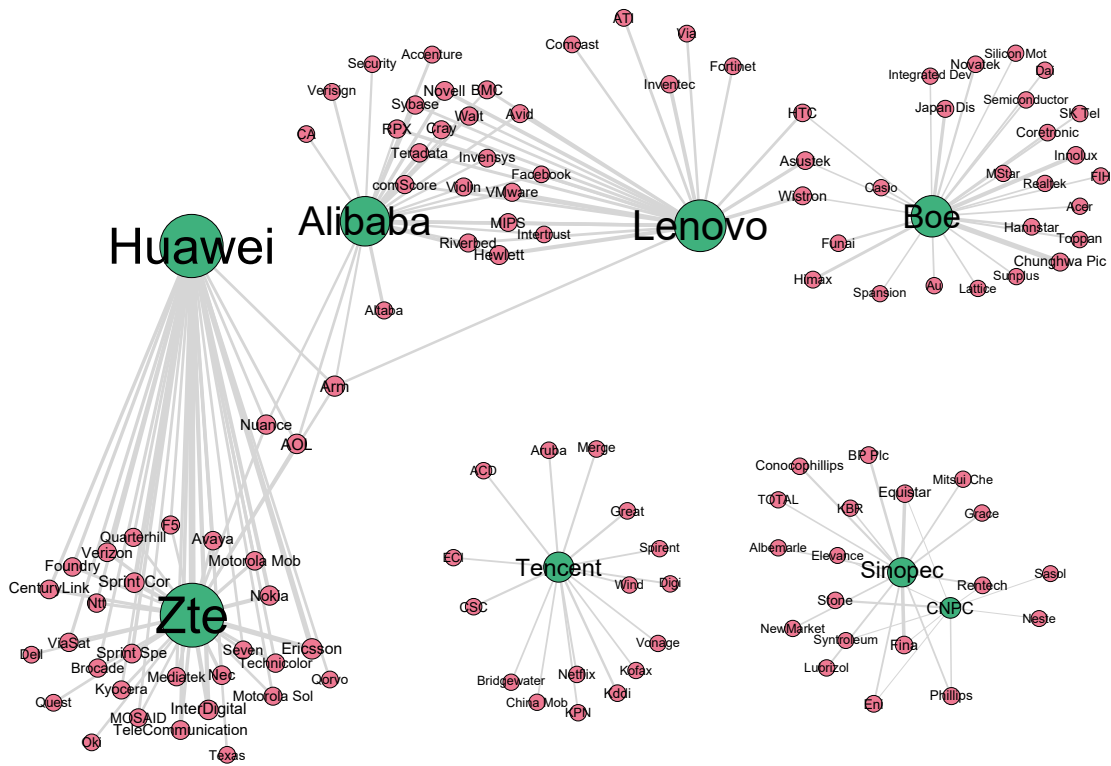 ATI
Via
Comcast
Accenture
Security
Fortinet
Inventec
Silicon Mot
Novatek
Dai
Integrated Dev
Verisign
Novell
BMC
Sybase
Walt
Avid
HTC
Semiconductor
Japan Dis
SK Tel
CA
RPX
Cray
Coretronic
Teradata
Invensys
Asustek
Innolux
Facebook
MStar
FIH
comScore
Violin
VMware
Wistron
Casio
Realtek
Acer
Alibaba
MIPS
Lenovo
Boe
Hannstar
Huawei
Riverbed
Intertrust
Funai
Toppan
Hewlett
Chunghwa Pic
Himax
Sunplus
Spansion
Au
Lattice
Altaba
Arm
Nuance
AOL
Aruba
Merge
BP Plc
ACD
Conocophillips
Mitsui Che
TOTAL
Equistar
KBR
Great
Grace
F5
Quarterhill
Avaya
Verizon
Motorola Mob
Spirent
Albemarle
Elevance
Foundry
ECI
Tencent
Sinopec
Sasol
CenturyLink
Sprint Cor
Wind
Digi
Rentech
Ntt
Nokia
CSC
Stone
CNPC
Zte
NewMarket
Neste
ViaSat
Syntroleum
Vonage
Fina
Dell
Sprint Spe
Seven
Ericsson
Technicolor
Brocade
Lubrizol
Mediatek
Nec
Qorvo
Netflix
Kofax
Kyocera
Bridgewater
Quest
Motorola Sol
Kddi
Phillips
China Mob
Eni
MOSAID
InterDigital
KPN
TeleCommunication
Oki
Texas